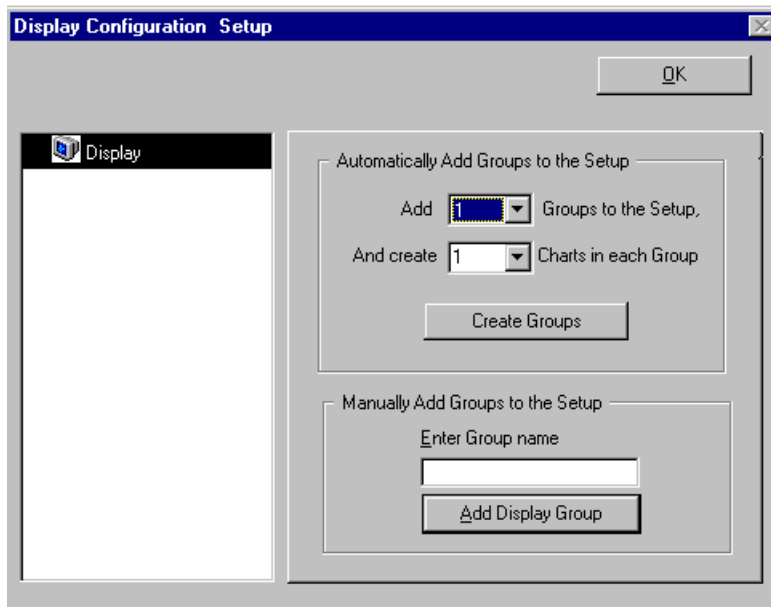 Display Configuration Setup
OK
Display
Automatically Add Groups to the Setup
Add 1 Groups to the Setup,
And create 1 Charts in each Group
Create Groups
Manually Add Groups to the Setup
Enter Group name
Add Display Group